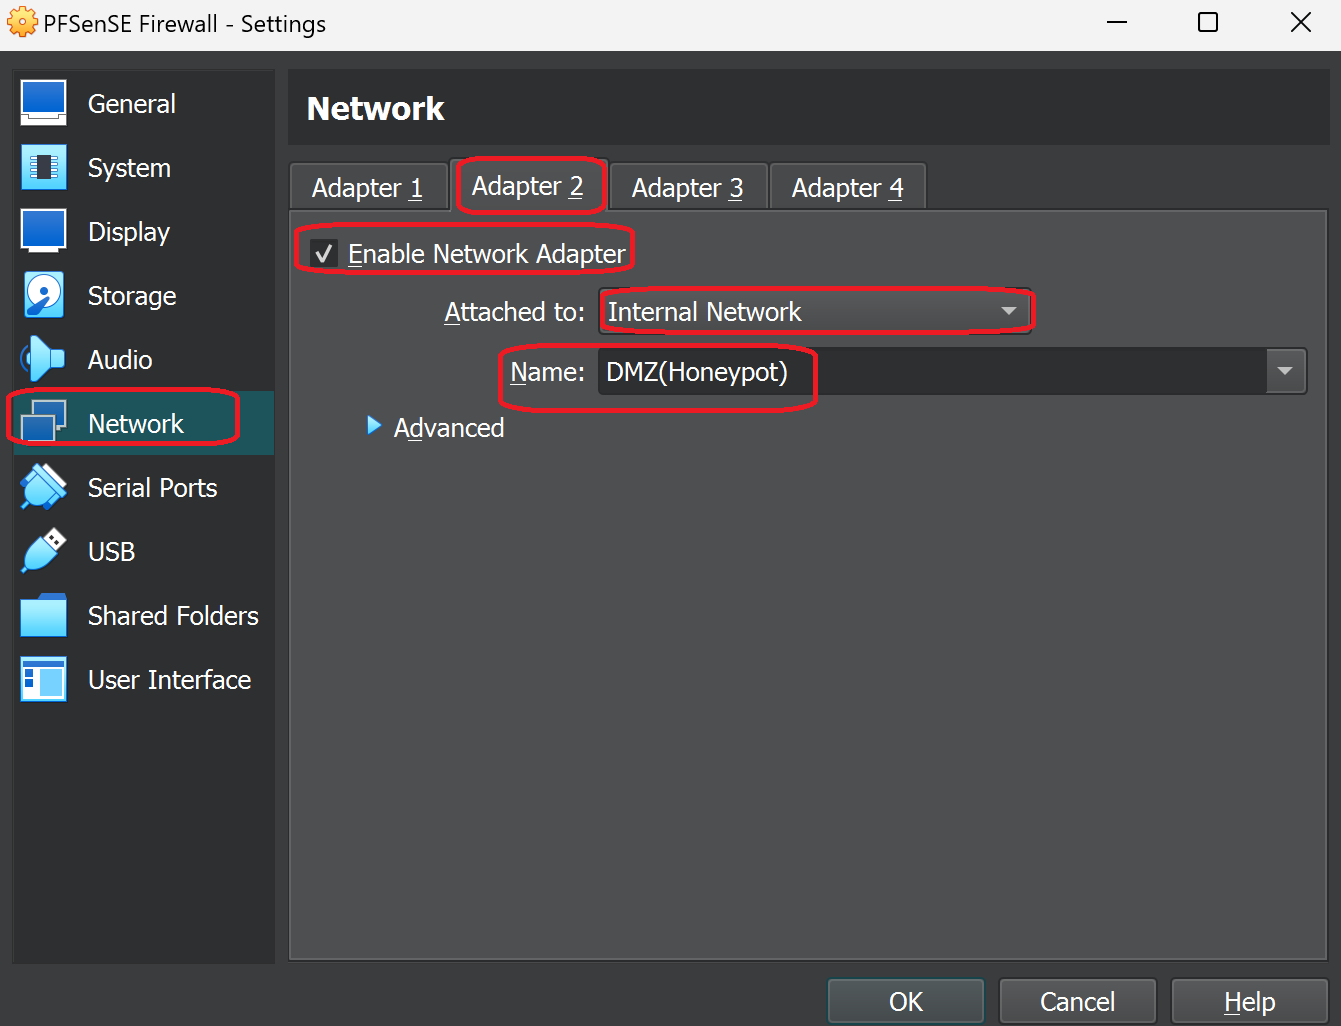 PFSenSE Firewall - Settings
General
System
Display
Storage
Audio
Network
Serial Ports
USB
Shared Folders
User Interface
Network
Adapter 1 Adapter 2 Adapter 3 Adapter 4
Enable Network Adapter
Attached to: Internal Network
Name: DMZ(Honeypot)
Advanced
OK Cancel Help